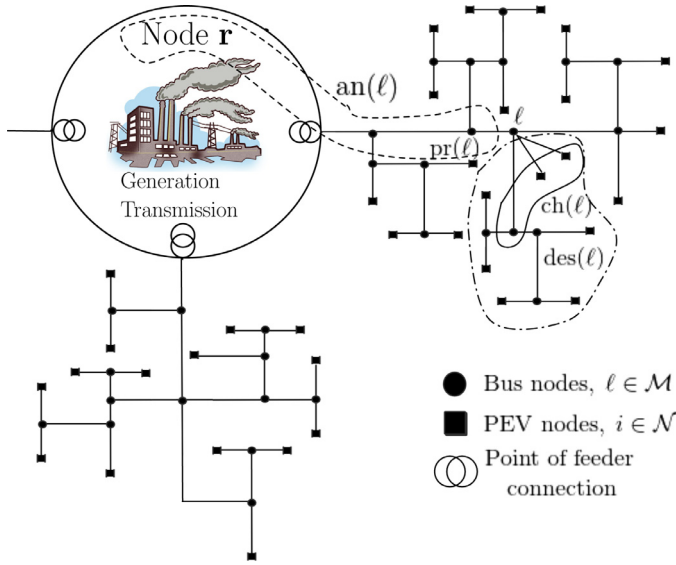 Node r
an(ℓ)
ℓ
pr(ℓ)
Generation
Transmission
ch(ℓ)
des(ℓ)
Bus nodes, ℓ ∈ ℳ
PEV nodes, i ∈ 𝒩
Point of feeder
connection